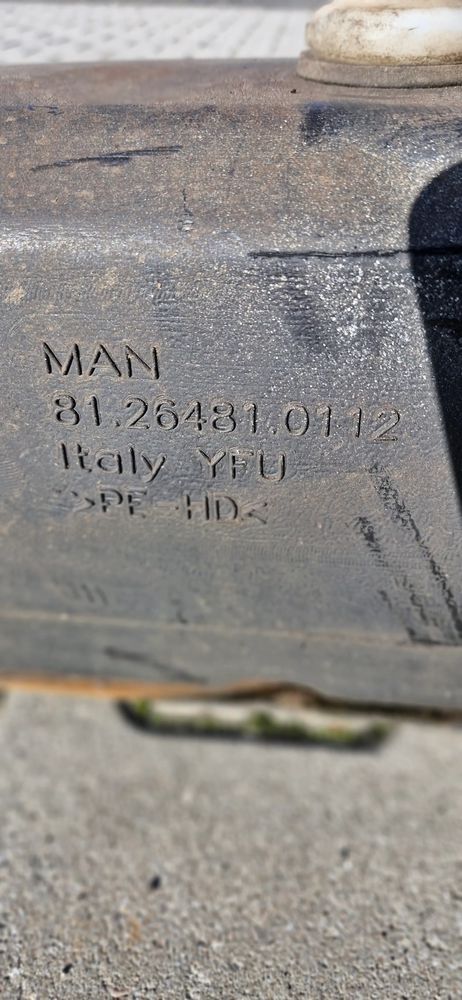 MAN
81.26481.0112
Italy YFU
>PE-HD<